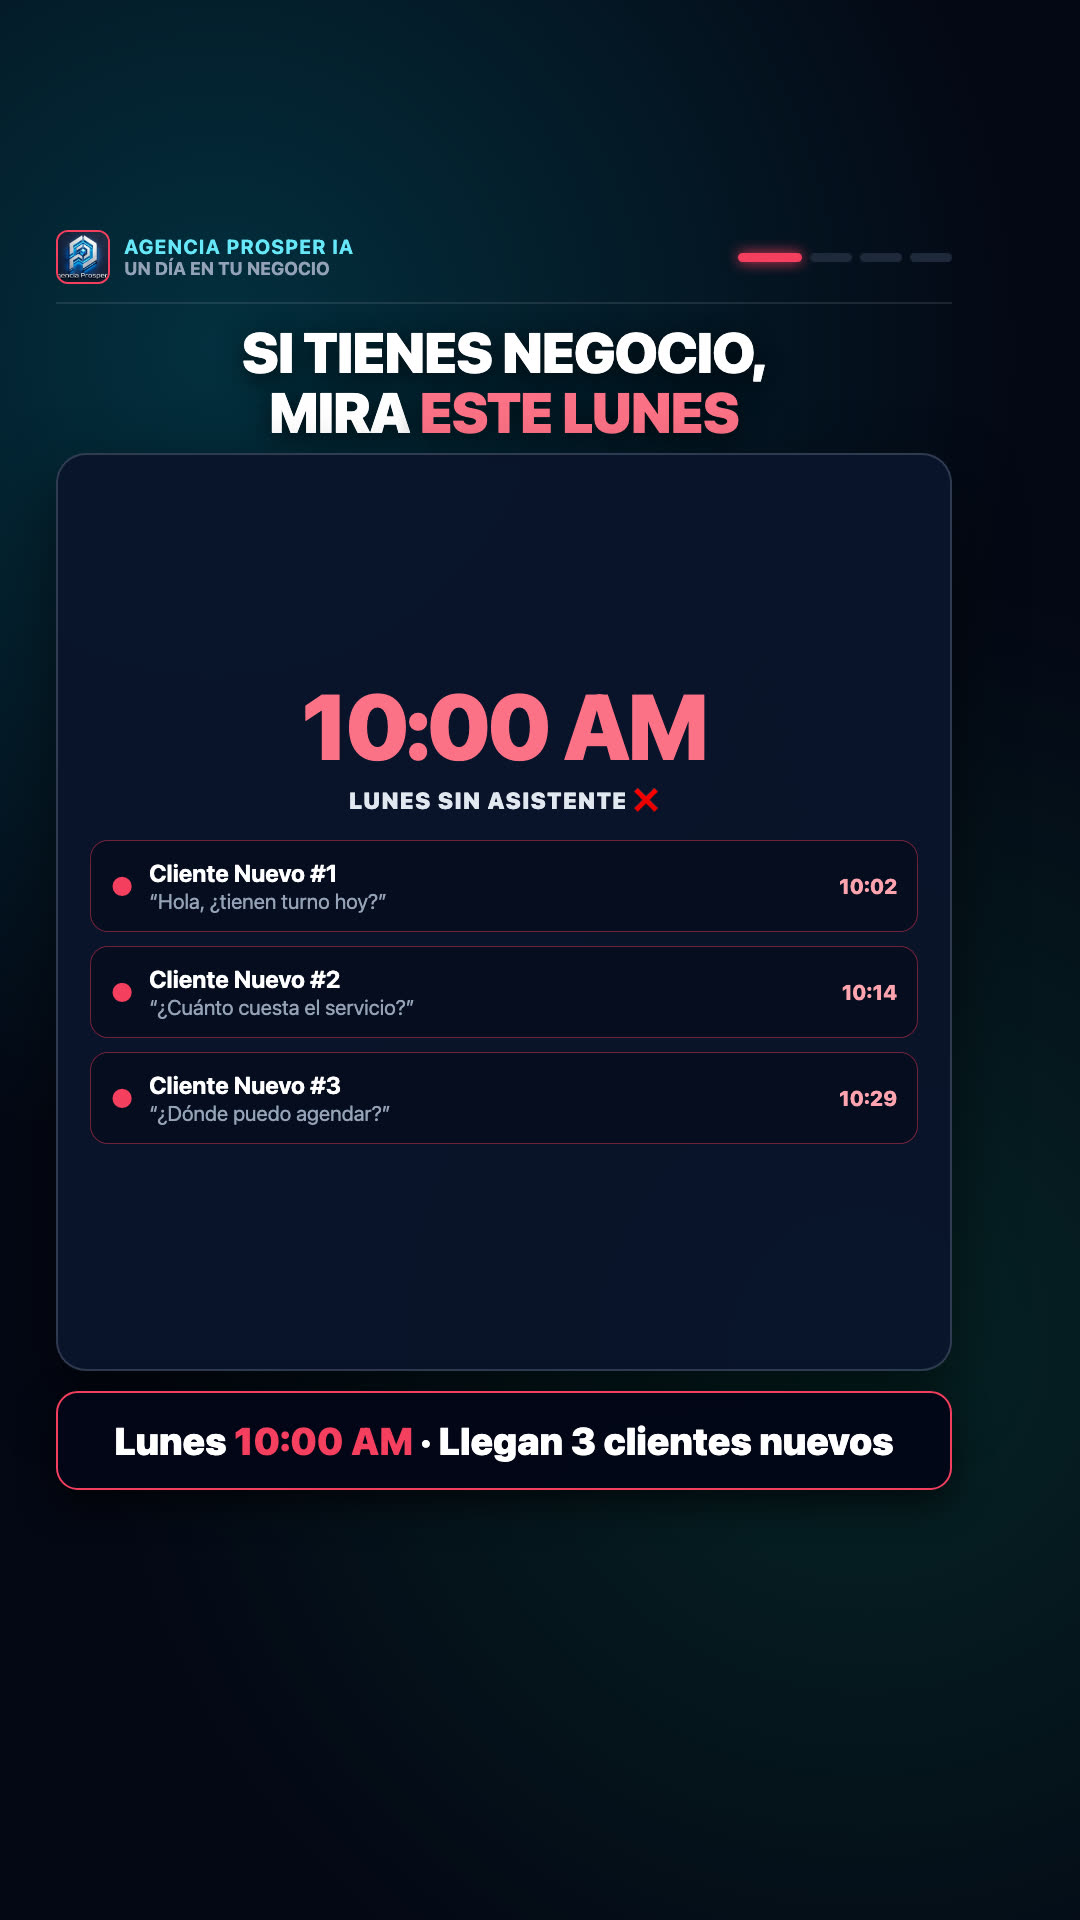 AGENCIA PROSPER IA
UN DÍA EN TU NEGOCIO
SI TIENES NEGOCIO,
MIRA ESTE LUNES
10:00 AM
LUNES SIN ASISTENTE ❌
Cliente Nuevo #1
“Hola, ¿tienen turno hoy?”
10:02
Cliente Nuevo #2
“¿Cuánto cuesta el servicio?”
10:14
Cliente Nuevo #3
“¿Dónde puedo agendar?”
10:29
Lunes 10:00 AM · Llegan 3 clientes nuevos